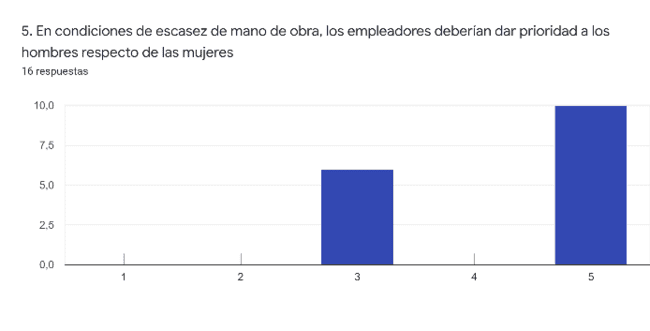 5. En condiciones de escasez de mano de obra, los empleadores deberían dar prioridad a los
hombres respecto de las mujeres
16 respuestas
10,0
7,5
5,0
2,5
0,0
1 2 3 4 5